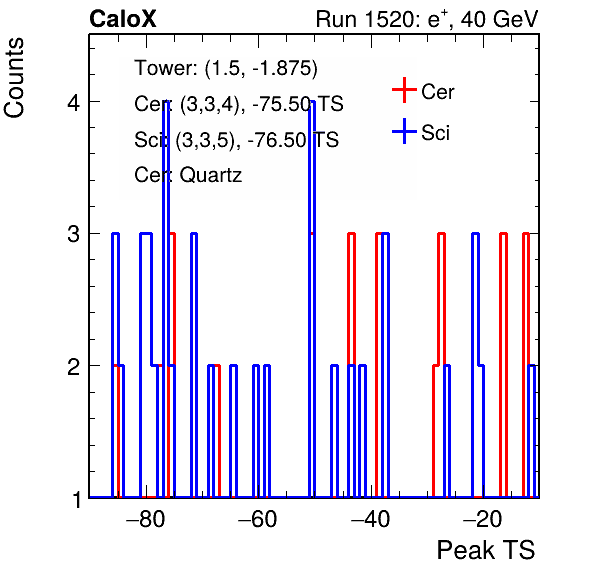 CaloX Run 1520: e+, 40 GeV
Counts
Tower: (1.5, -1.875)
Cer: (3,3,4), -75.50 TS
Sci: (3,3,5), -76.50 TS
Cer: Quartz
Cer
Sci
4
3
2
1
−80 −60 −40 −20
Peak TS